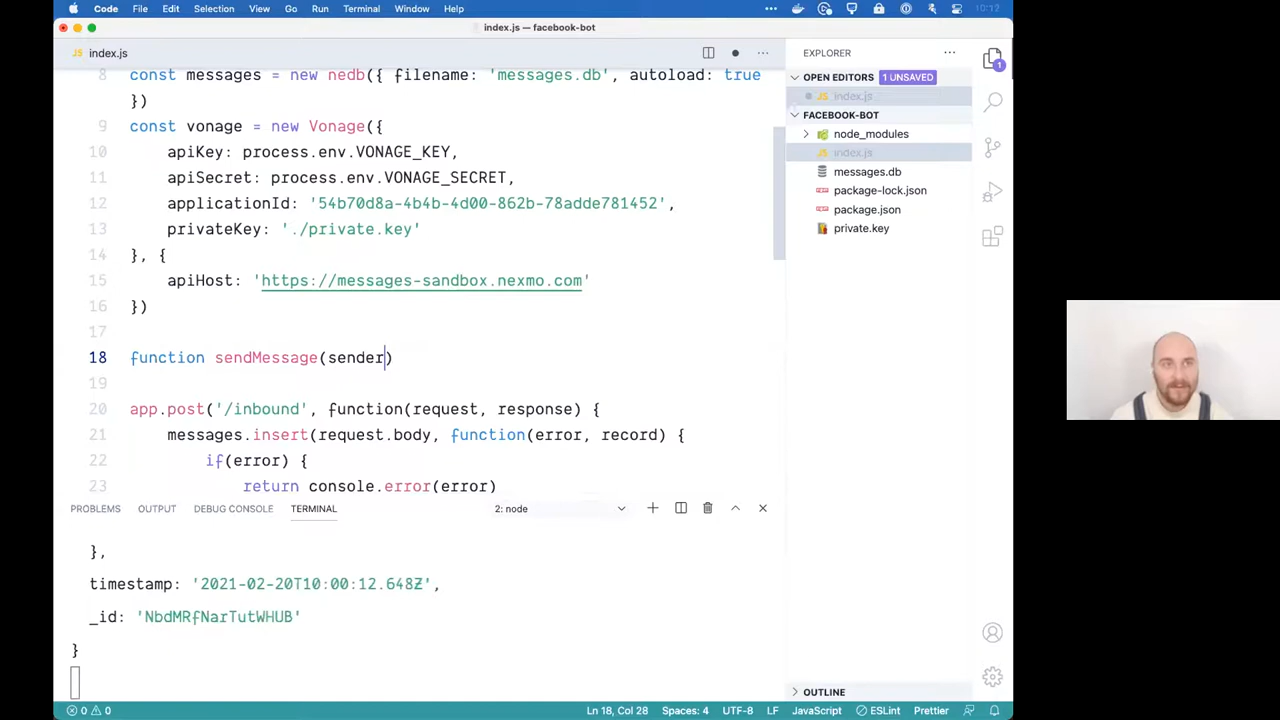 Code File Edit Selection View Go Run Terminal Window Help 10:12
index.js — facebook-bot
JS index.js
8 const messages = new nedb({ filename: 'messages.db', autoload: true
})
9 const vonage = new Vonage({
10 apiKey: process.env.VONAGE_KEY,
11 apiSecret: process.env.VONAGE_SECRET,
12 applicationId: '54b70d8a-4b4b-4d00-862b-78adde781452',
13 privateKey: './private.key'
14 }, {
15 apiHost: 'https://messages-sandbox.nexmo.com'
16 })
17
18 function sendMessage(sender)
19
20 app.post('/inbound', function(request, response) {
21 messages.insert(request.body, function(error, record) {
22 if(error) {
23 return console.error(error)
PROBLEMS OUTPUT DEBUG CONSOLE TERMINAL 2: node
},
timestamp: '2021-02-20T10:00:12.648Z',
_id: 'NbdMRfNarTutWHUB'
}
EXPLORER
OPEN EDITORS 1 UNSAVED
JS index.js
FACEBOOK-BOT
node_modules
JS index.js
messages.db
package-lock.json
package.json
private.key
OUTLINE
1
0 0 Ln 18, Col 28 Spaces: 4 UTF-8 LF JavaScript ESLint Prettier